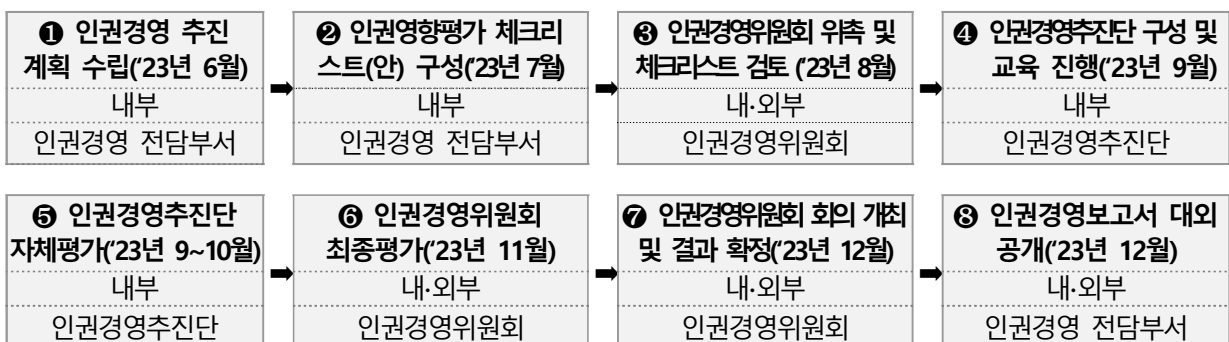 ❶ 인권경영 추진
계획 수립(‘23년 6월)
내부
인권경영 전담부서
➡
❷ 인권영향평가 체크리
스트(안) 구성(‘23년 7월)
내부
인권경영 전담부서
➡
❸ 인권경영위원회 위촉 및
체크리스트 검토 (‘23년 8월)
내·외부
인권경영위원회
➡
❹ 인권경영추진단 구성 및
교육 진행(‘23년 9월)
내부
인권경영추진단
❺ 인권경영추진단
자체평가(‘23년 9~10월)
내부
인권경영추진단
➡
❻ 인권경영위원회
최종평가(‘23년 11월)
내·외부
인권경영위원회
➡
❼ 인권경영위원회 회의 개최
및 결과 확정(‘23년 12월)
내·외부
인권경영위원회
➡
❽ 인권경영보고서 대외
공개(‘23년 12월)
내·외부
인권경영 전담부서